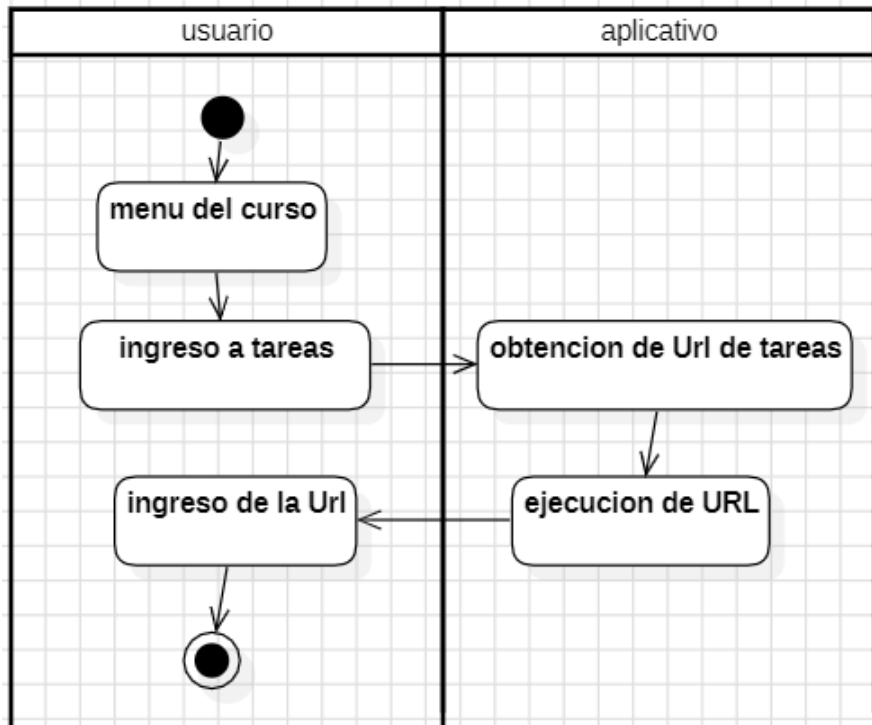 usuario
aplicativo
menu del curso
ingreso a tareas
obtencion de Url de tareas
ingreso de la Url
ejecucion de URL